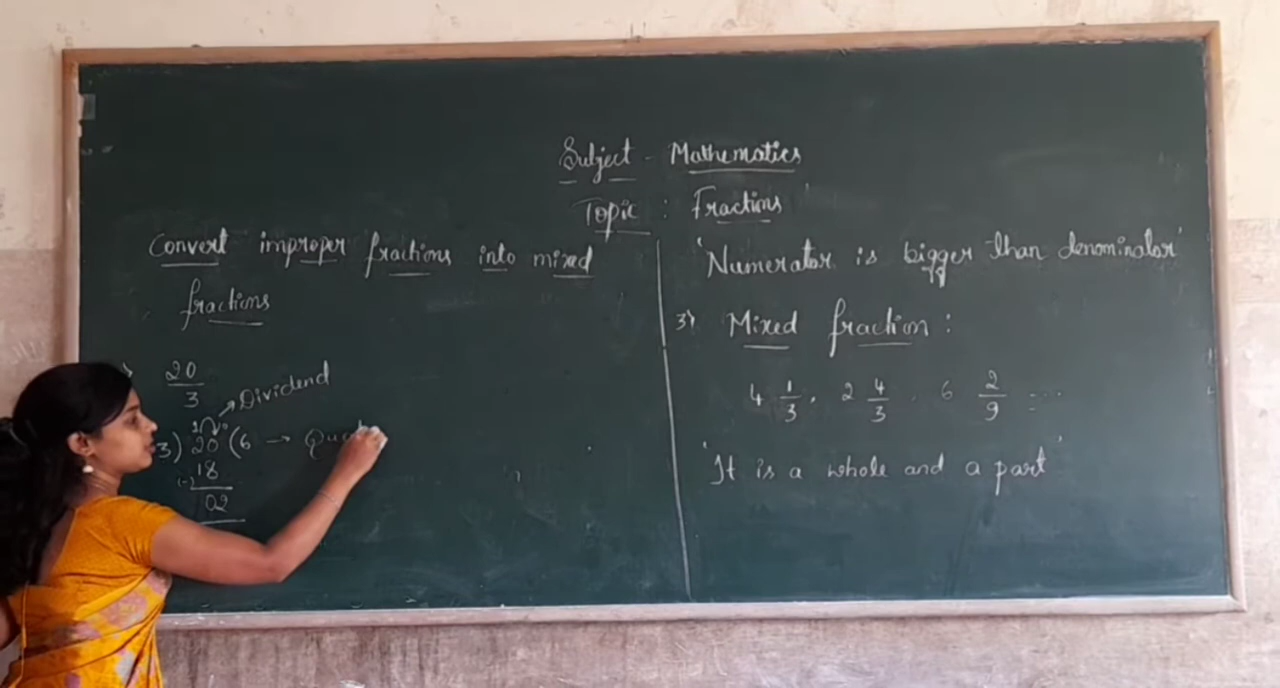 Subject - Mathematics
Topic : Fractions
Convert improper fractions into mixed
fractions
20
3
Dividend
3) 20 (6 →
(-) 18
02
'Numerator is bigger than denominator'
3) Mixed fraction :
4 1/3, 2 4/3, 6 2/9 ...
'It is a whole and a part'